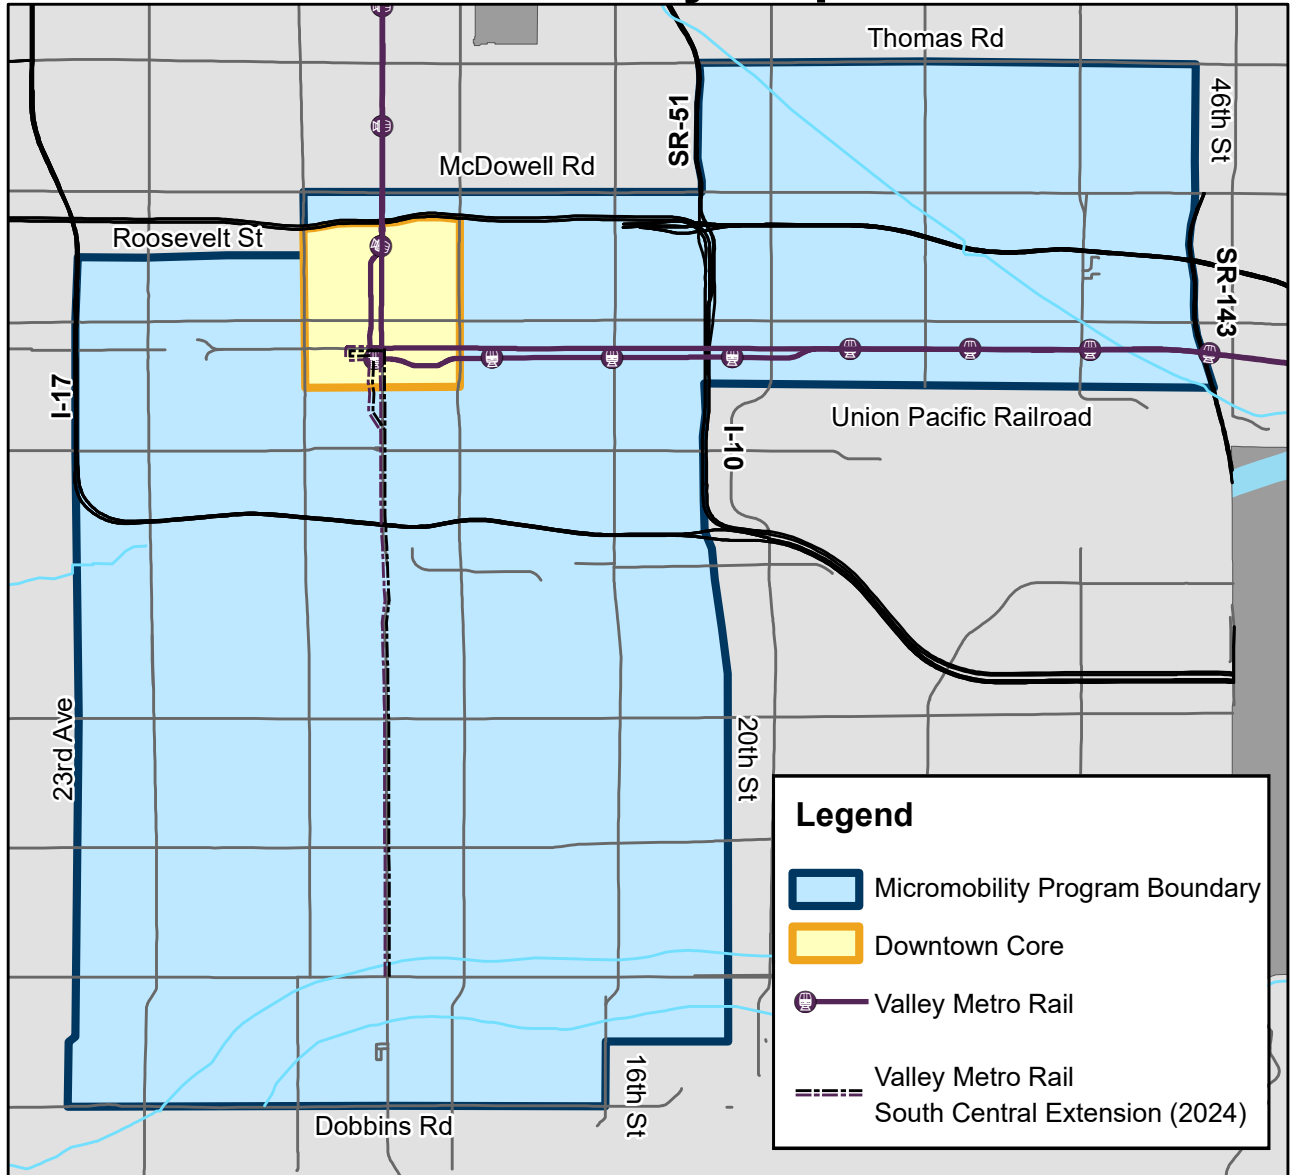 Thomas Rd
46th St
SR-51
McDowell Rd
Roosevelt St
SR-143
I-17
Union Pacific Railroad
I-10
23rd Ave
20th St
16th St
Dobbins Rd
Legend
Micromobility Program Boundary
Downtown Core
Valley Metro Rail
Valley Metro Rail
South Central Extension (2024)